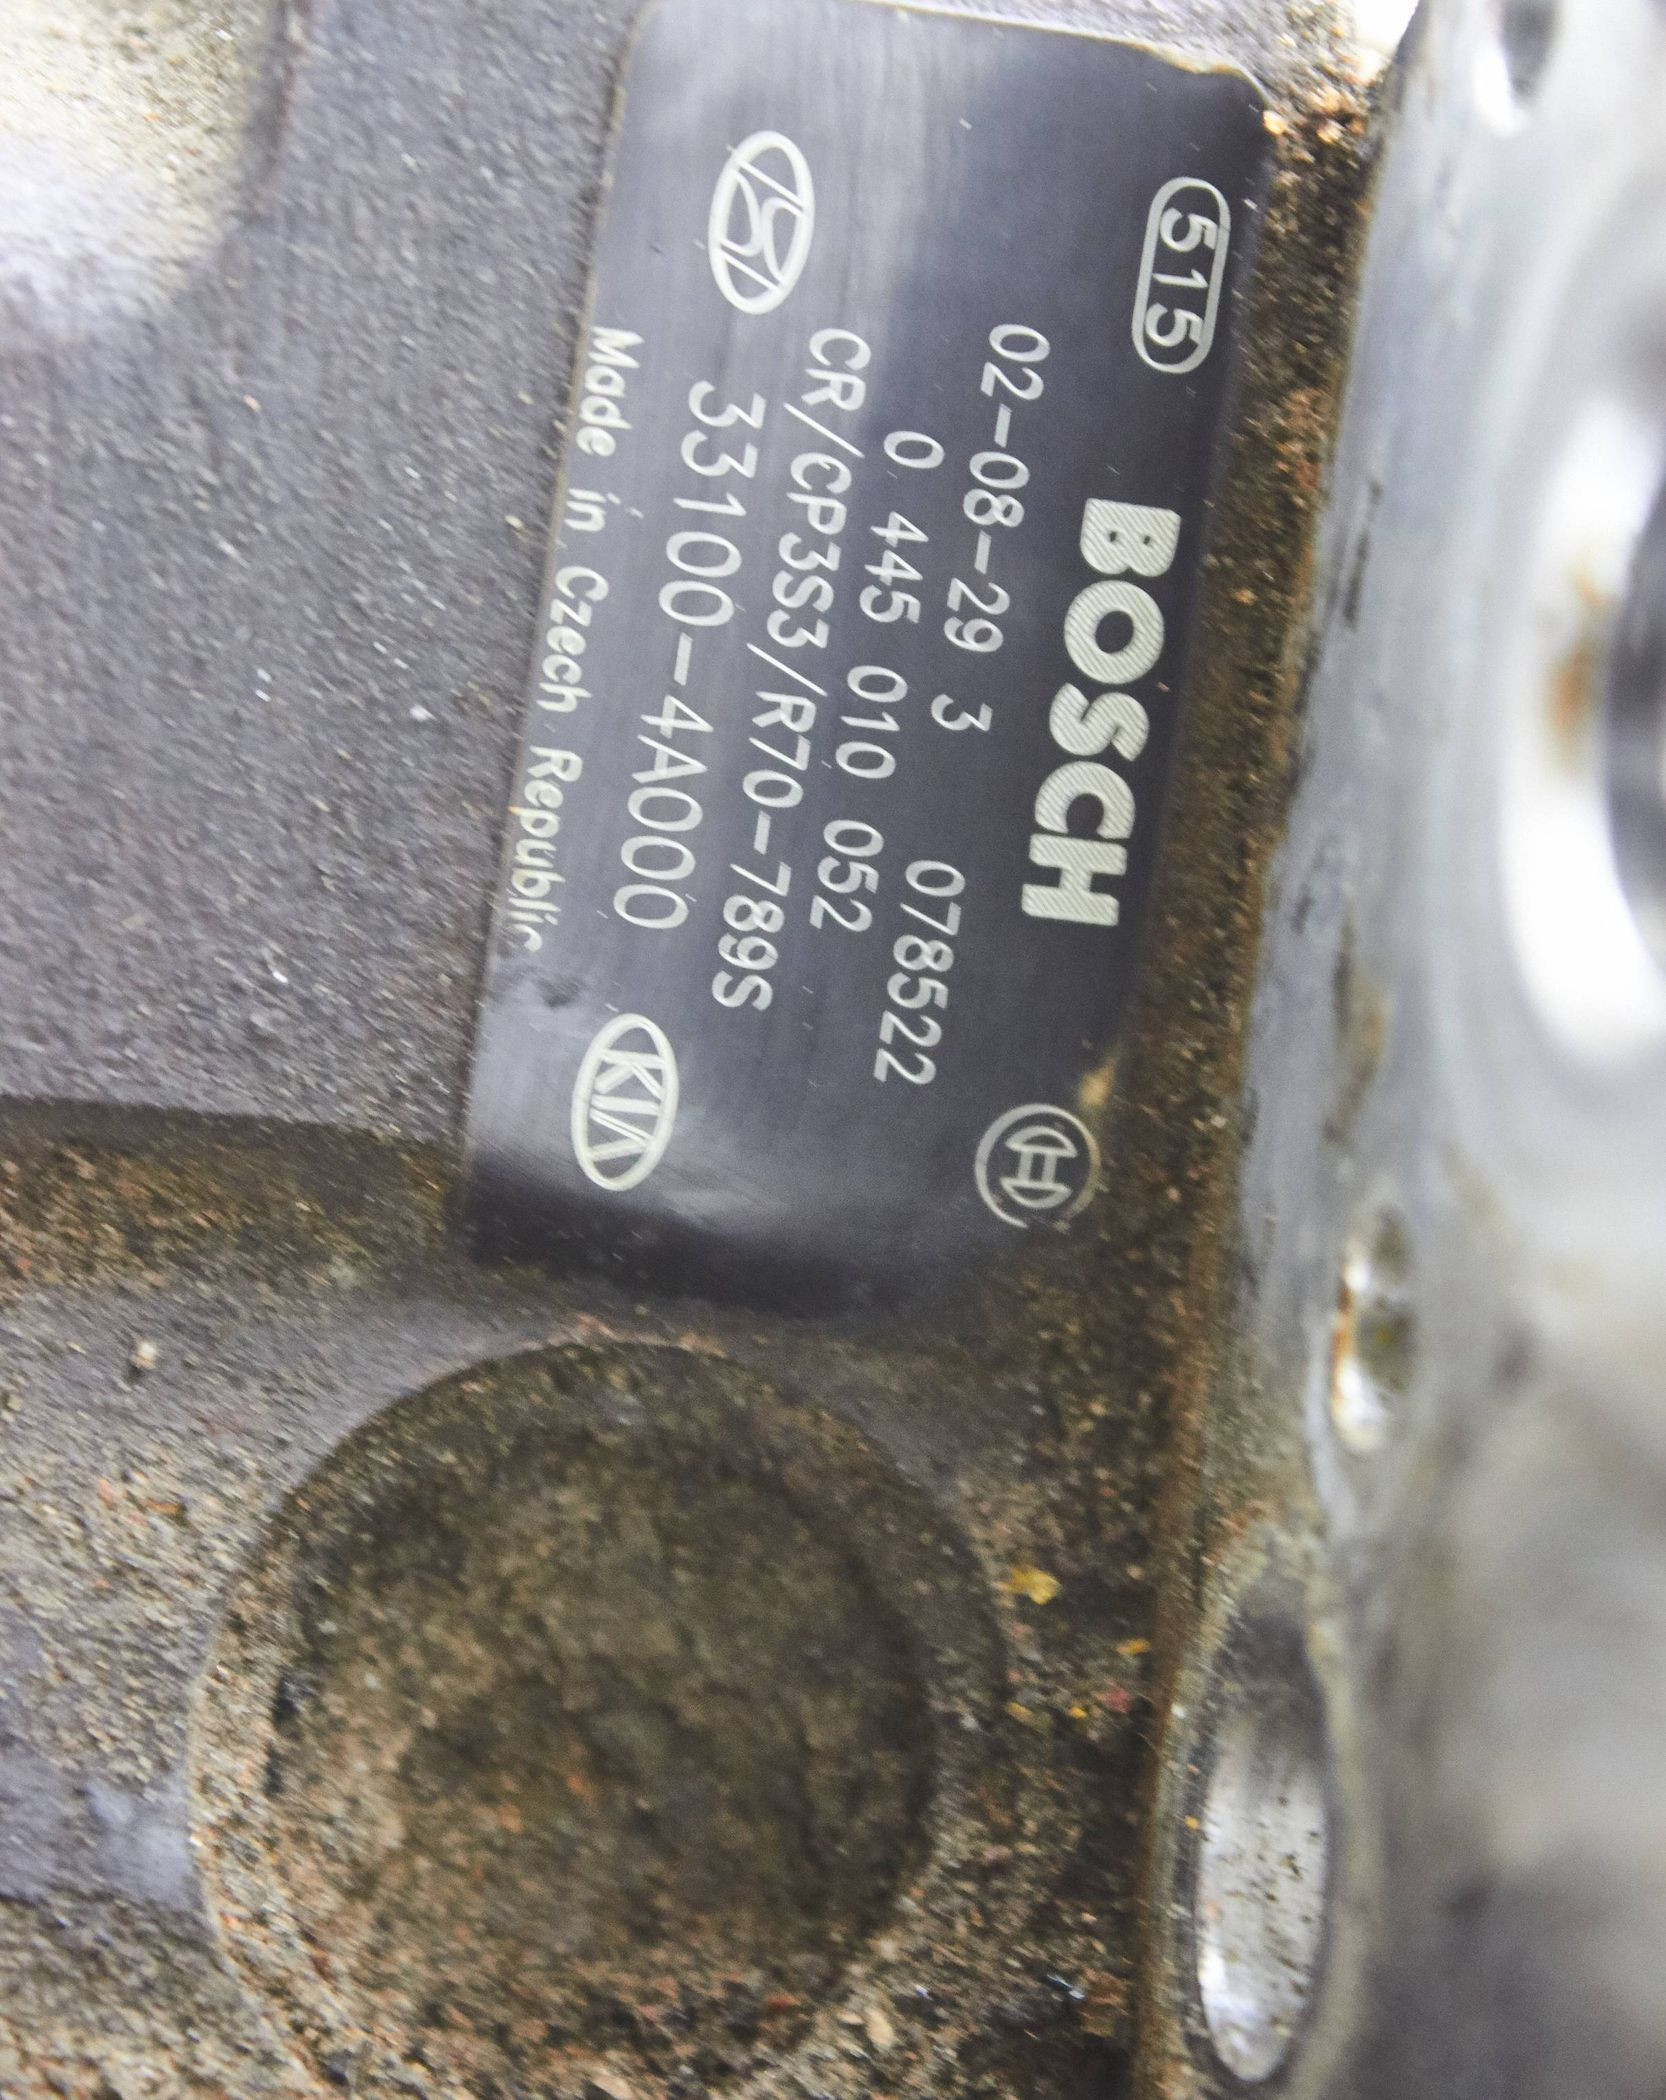 515
BOSCH
02-08-29 3 078522
0 445 010 052
CR/CP3S3/R70-789S
33100-4A000
KIA
Made in Czech Republic